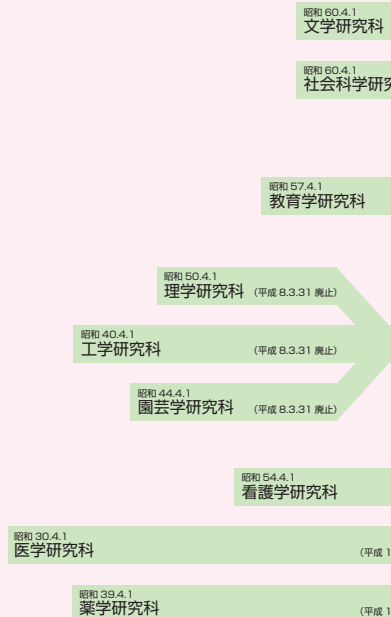 昭和 60.4.1
文学研究科
昭和 60.4.1
社会科学研
昭和 57.4.1
教育学研究科
昭和 50.4.1
理学研究科 (平成 8.3.31 廃止)
昭和 40.4.1
工学研究科 (平成 8.3.31 廃止)
昭和 44.4.1
園芸学研究科 (平成 8.3.31 廃止)
昭和 54.4.1
看護学研究科
昭和 30.4.1
医学研究科 (平成 1
昭和 39.4.1
薬学研究科 (平成 1